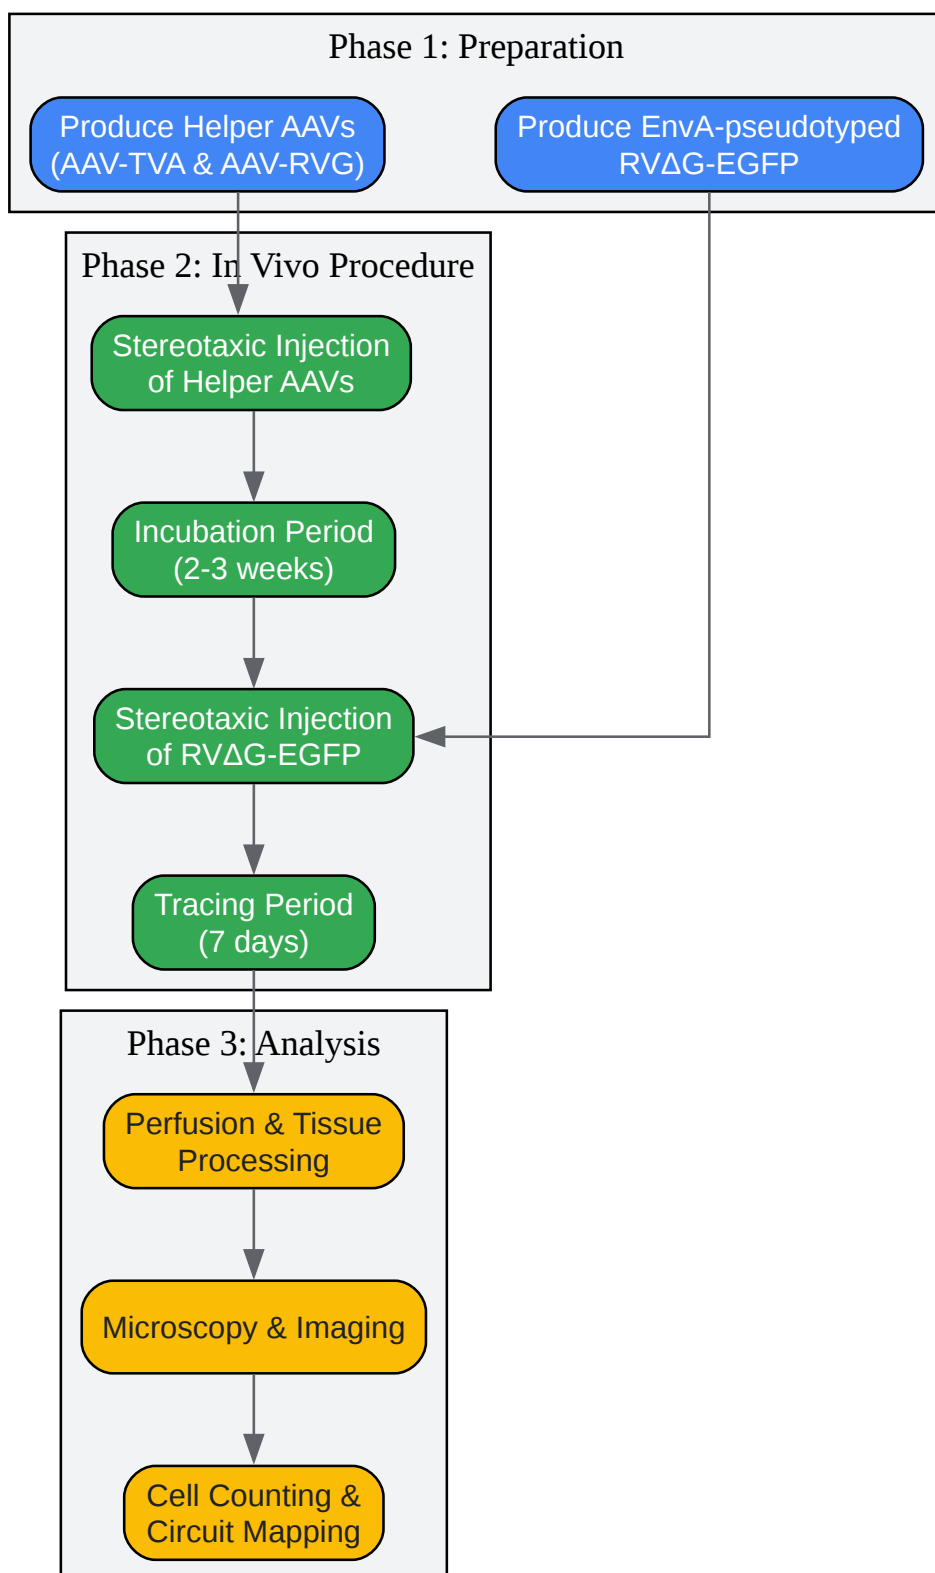 Phase 1: Preparation
Produce Helper AAVs
(AAV-TVA & AAV-RVG)
Produce EnvA-pseudotyped
RVΔG-EGFP
Phase 2: In Vivo Procedure
Stereotaxic Injection
of Helper AAVs
Incubation Period
(2-3 weeks)
Stereotaxic Injection
of RVΔG-EGFP
Tracing Period
(7 days)
Phase 3: Analysis
Perfusion & Tissue
Processing
Microscopy & Imaging
Cell Counting &
Circuit Mapping